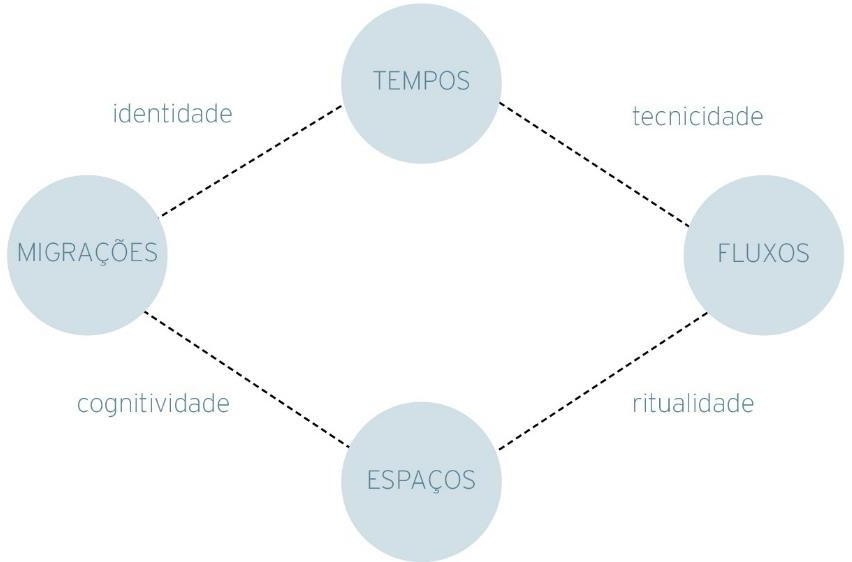 TEMPOS
identidade
tecnicidade
MIGRAÇÕES
FLUXOS
cognitividade
ritualidade
ESPAÇOS